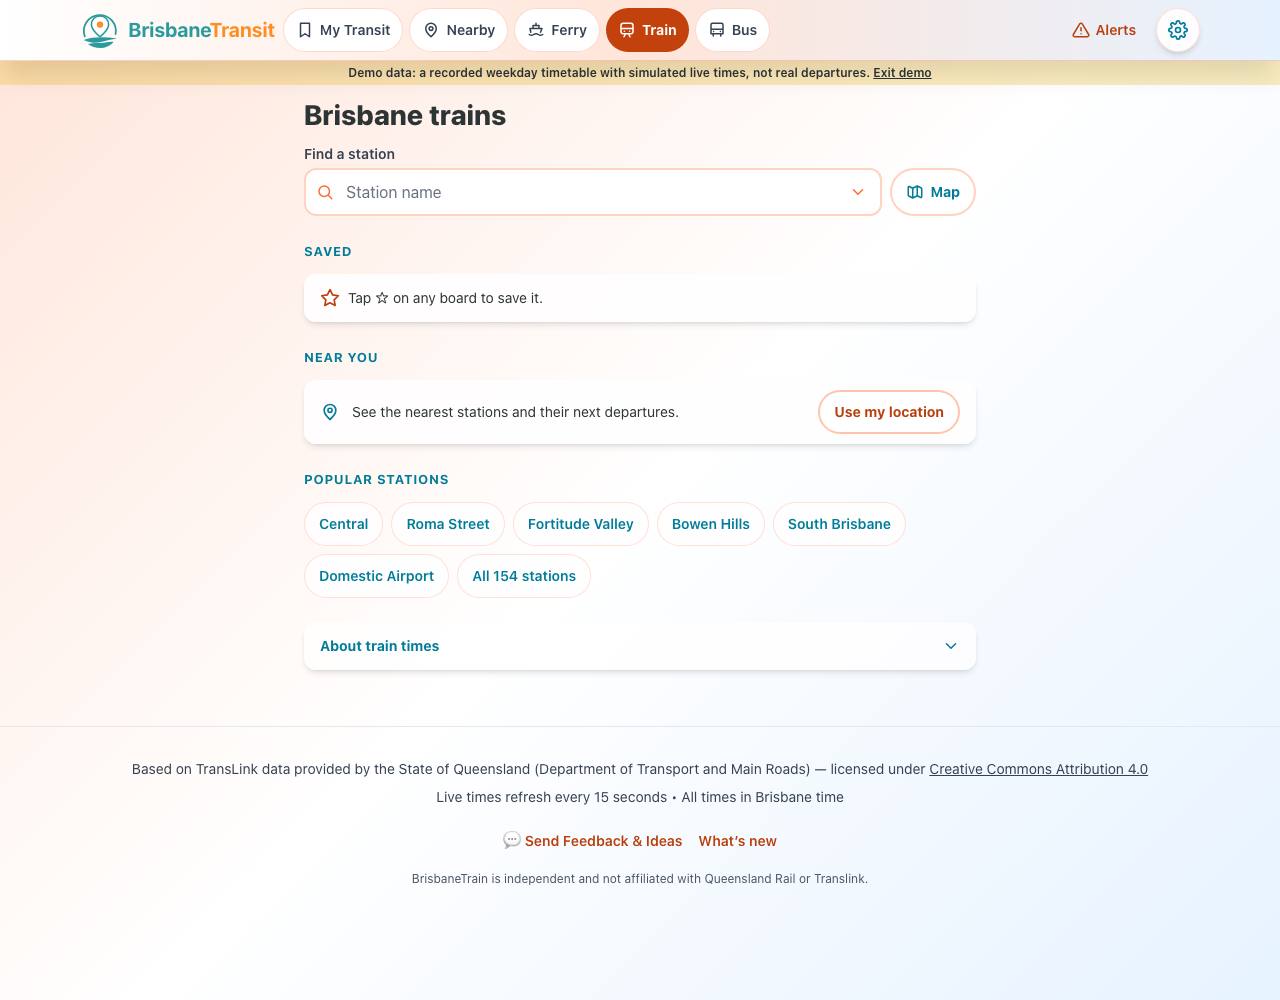 BrisbaneTransit
My Transit
Nearby
Ferry
Train
Bus
Alerts
Demo data: a recorded weekday timetable with simulated live times, not real departures. Exit demo
Brisbane trains
Find a station
Station name
Map
SAVED
Tap ☆ on any board to save it.
NEAR YOU
See the nearest stations and their next departures.
Use my location
POPULAR STATIONS
Central
Roma Street
Fortitude Valley
Bowen Hills
South Brisbane
Domestic Airport
All 154 stations
About train times
Based on TransLink data provided by the State of Queensland (Department of Transport and Main Roads) — licensed under Creative Commons Attribution 4.0
Live times refresh every 15 seconds • All times in Brisbane time
💬 Send Feedback & Ideas
What’s new
BrisbaneTrain is independent and not affiliated with Queensland Rail or Translink.